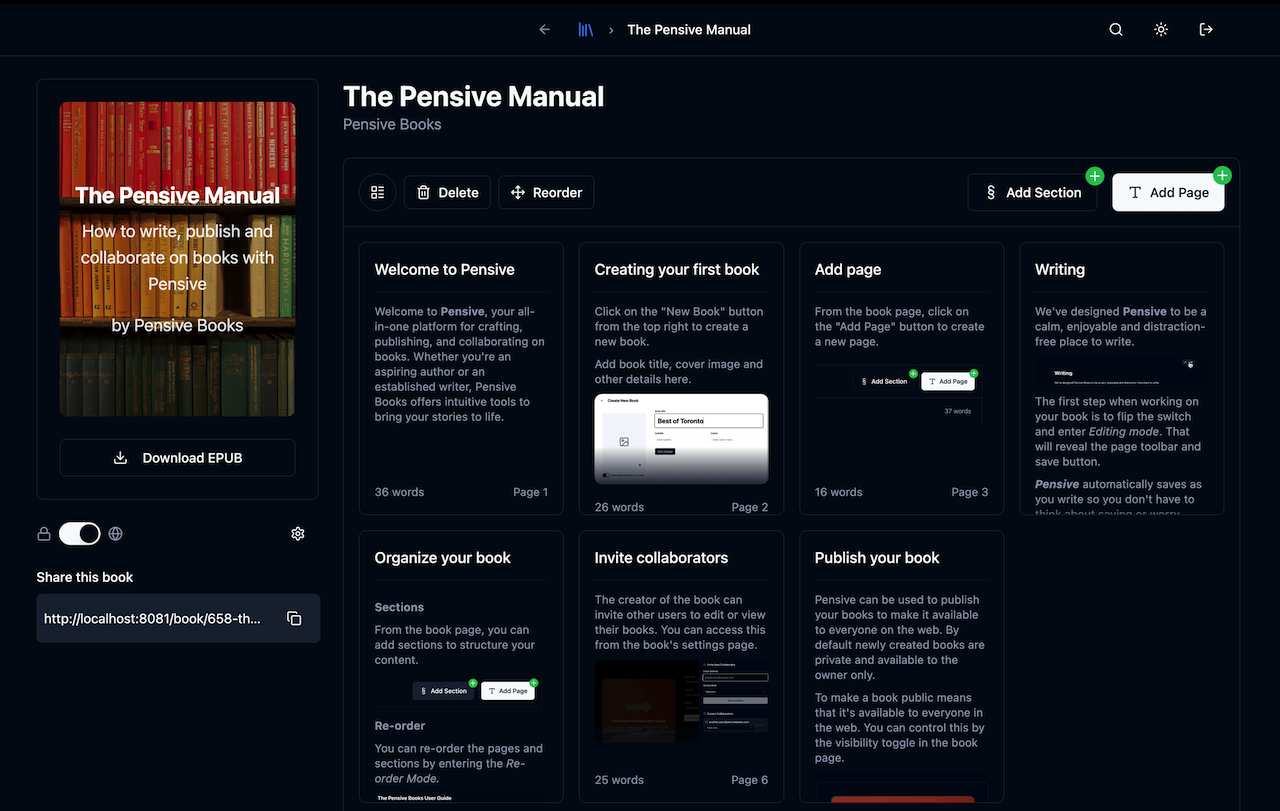 The Pensive Manual
The Pensive Manual
How to write, publish and
collaborate on books with
Pensive
by Pensive Books
Download EPUB
Share this book
http://localhost:8081/book/658-th...
The Pensive Manual
Pensive Books
Delete
Reorder
§ Add Section
Add Page
Welcome to Pensive
Welcome to Pensive, your all-
in-one platform for crafting,
publishing, and collaborating on
books. Whether you're an
aspiring author or an
established writer, Pensive
Books offers intuitive tools to
bring your stories to life.
36 words Page 1
Creating your first book
Click on the "New Book" button
from the top right to create a
new book.
Add book title, cover image and
other details here.
Create New Book
Best of Toronto
26 words Page 2
Add page
From the book page, click on
the "Add Page" button to create
a new page.
§ Add Section Add Page
37 words
16 words Page 3
Writing
We've designed Pensive to be a
calm, enjoyable and distraction-
free place to write.
Writing
The first step when working on
your book is to flip the switch
and enter Editing mode. That
will reveal the page toolbar and
save button.
Pensive automatically saves as
you write so you don't have to
think about saving or worry
Organize your book
Sections
From the book page, you can
add sections to structure your
content.
§ Add Section Add Page
Re-order
You can re-order the pages and
sections by entering the Re-
order Mode.
The Pensive Books User Guide
Invite collaborators
The creator of the book can
invite other users to edit or view
their books. You can access this
from the book's settings page.
25 words Page 6
Publish your book
Pensive can be used to publish
your books to make it available
to everyone on the web. By
default newly created books are
private and available to the
owner only.
To make a book public means
that it's available to everyone in
the web. You can control this by
the visibility toggle in the book
page.